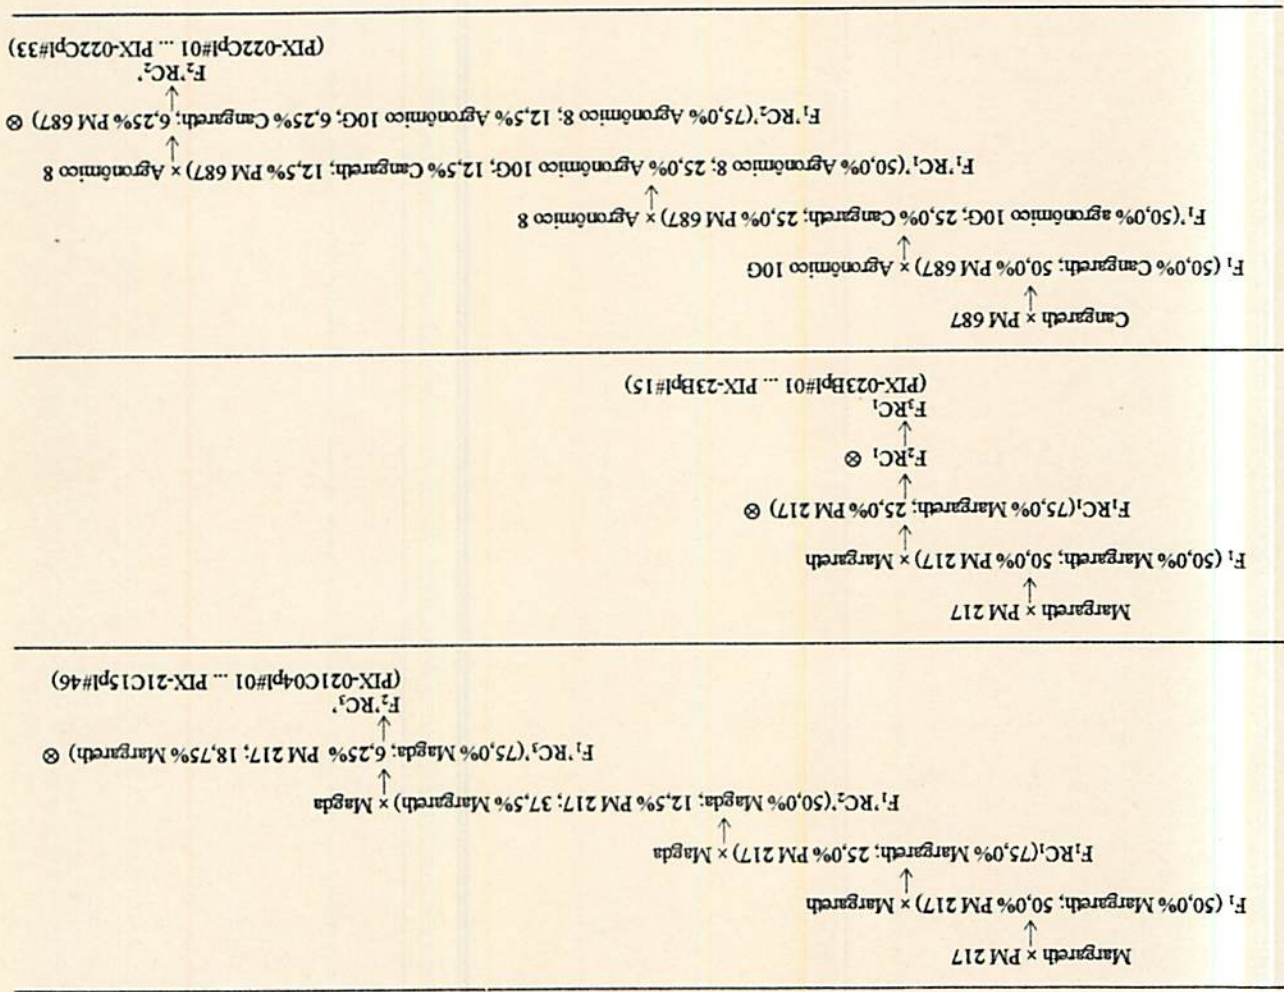 Margareth × PM 217
↓
F₁ (50,0% Margareth; 50,0% PM 217) × Margareth
↓
F₁RC₁(75,0% Margareth; 25,0% PM 217) × Magda
↓
F₁'RC₂'(50,0% Magda; 12,5% PM 217; 37,5% Margareth) × Magda
↓
F₁'RC₃'(75,0% Magda; 6,25% PM 217; 18,75% Margareth) ⊗
↓
F₂'RC₃'
(PIX-021C04pl#01 ... PIX-21C15pl#46)
Margareth × PM 217
↓
F₁ (50,0% Margareth; 50,0% PM 217) × Margareth
↓
F₁RC₁(75,0% Margareth; 25,0% PM 217) ⊗
↓
F₂RC₁ ⊗
↓
F₃RC₁
(PIX-023Bpl#01 ... PIX-23Bpl#15)
Cangareth × PM 687
↓
F₁ (50,0% Cangareth; 50,0% PM 687) × Agronômico 10G
↓
F₁'(50,0% agronômico 10G; 25,0% Cangareth; 25,0% PM 687) × Agronômico 8
↓
F₁'RC₁'(50,0% Agronômico 8; 25,0% Agronômico 10G; 12,5% Cangareth; 12,5% PM 687) × Agronômico 8
↓
F₁'RC₂'(75,0% Agronômico 8; 12,5% Agronômico 10G; 6,25% Cangareth; 6,25% PM 687) ⊗
↓
F₂'RC₂'
(PIX-022Cpl#01 ... PIX-022Cpl#33)